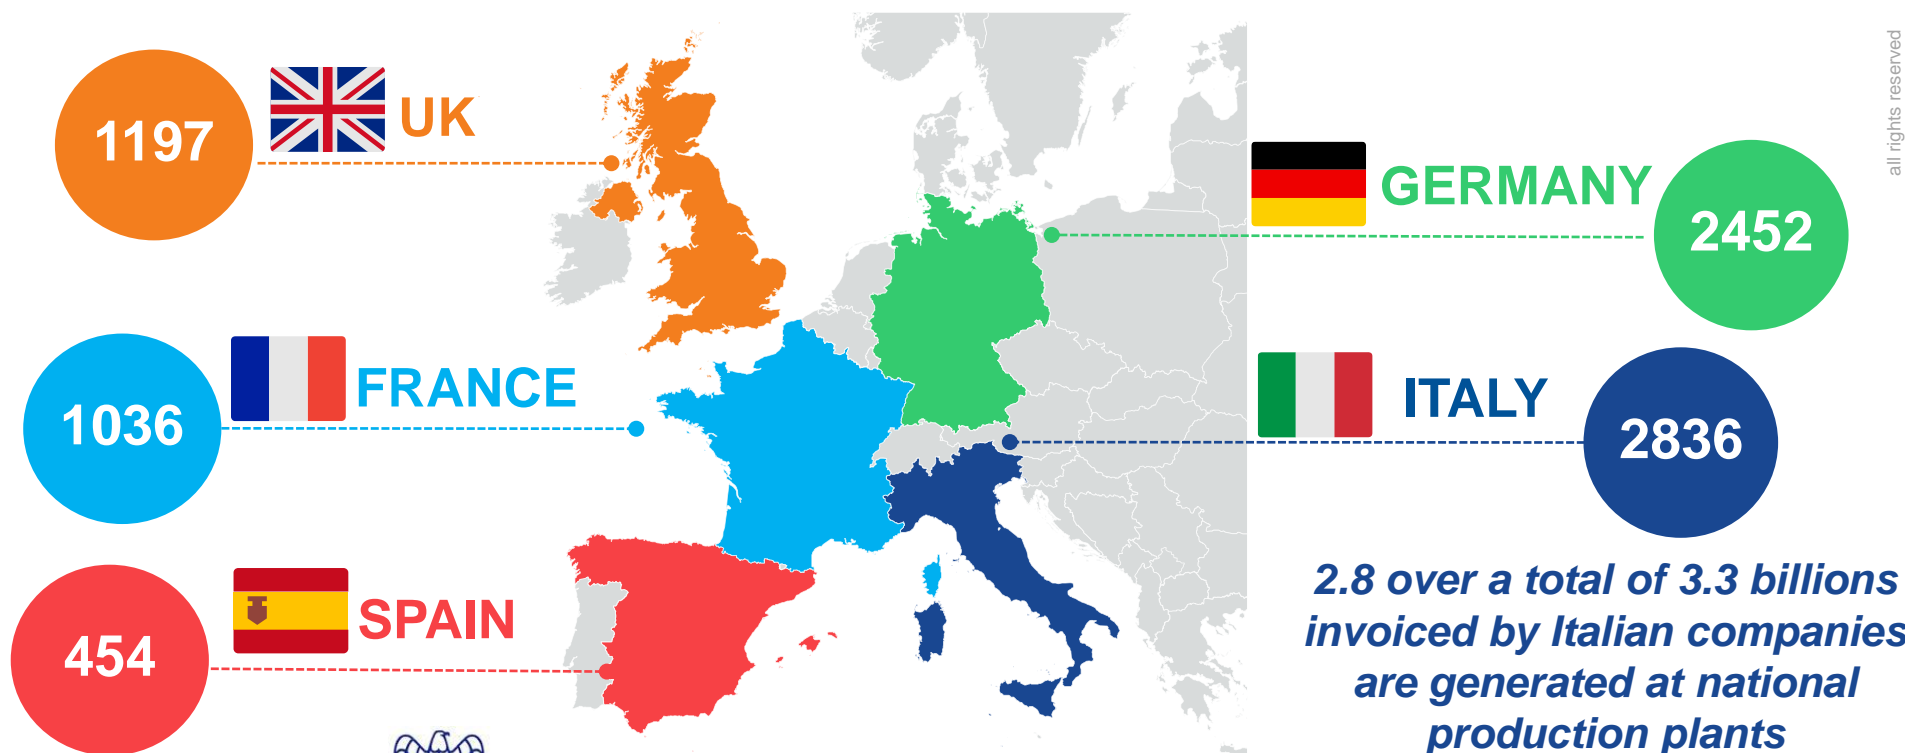 1197
UK
GERMANY
2452
all rights reserved
FRANCE
1036
ITALY
2836
SPAIN
454
2.8 over a total of 3.3 billions
invoiced by Italian companies
are generated at national
production plants